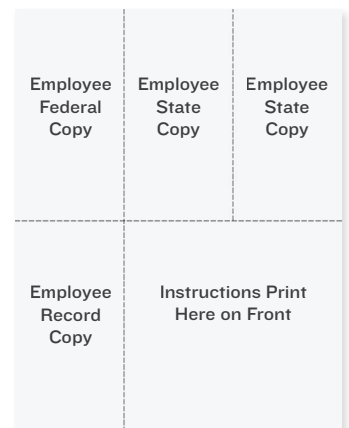 Employee
Federal
Copy
Employee
State
Copy
Employee
State
Copy
Employee
Record
Copy
Instructions Print
Here on Front